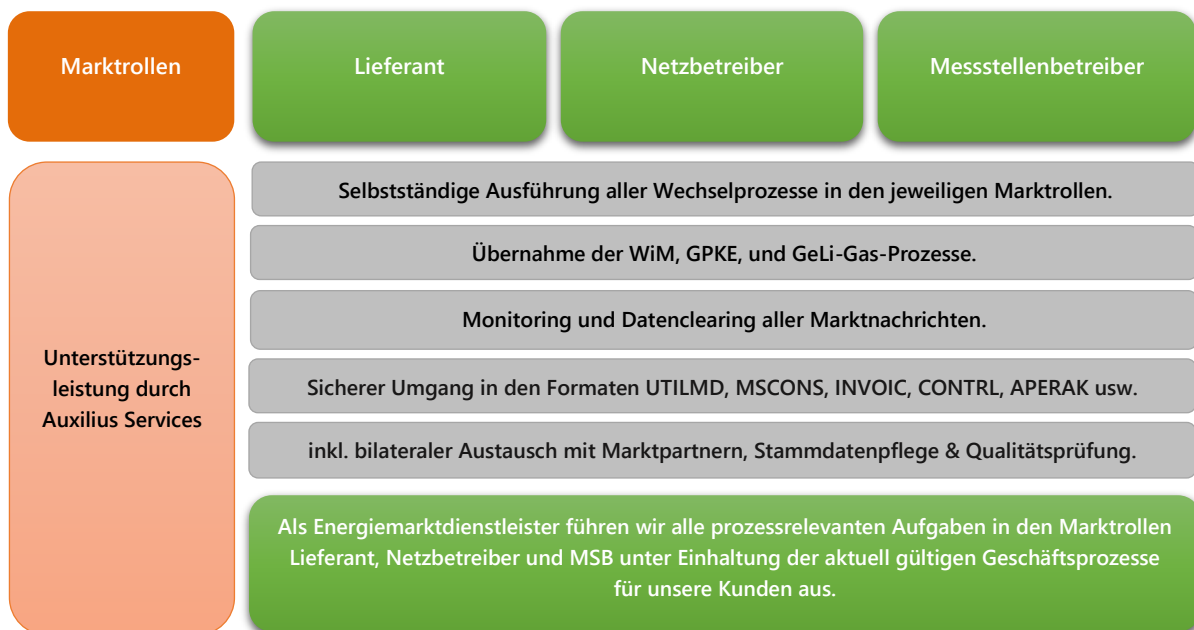 Marktrollen
Lieferant
Netzbetreiber
Messstellenbetreiber
Unterstützungs-
leistung durch
Auxilius Services
Selbstständige Ausführung aller Wechselprozesse in den jeweiligen Marktrollen.
Übernahme der WiM, GPKE, und GeLi-Gas-Prozesse.
Monitoring und Datenclearing aller Marktnachrichten.
Sicherer Umgang in den Formaten UTILMD, MSCONS, INVOIC, CONTRL, APERAK usw.
inkl. bilateraler Austausch mit Marktpartnern, Stammdatenpflege & Qualitätsprüfung.
Als Energiemarktdienstleister führen wir alle prozessrelevanten Aufgaben in den Marktrollen
Lieferant, Netzbetreiber und MSB unter Einhaltung der aktuell gültigen Geschäftsprozesse
für unsere Kunden aus.